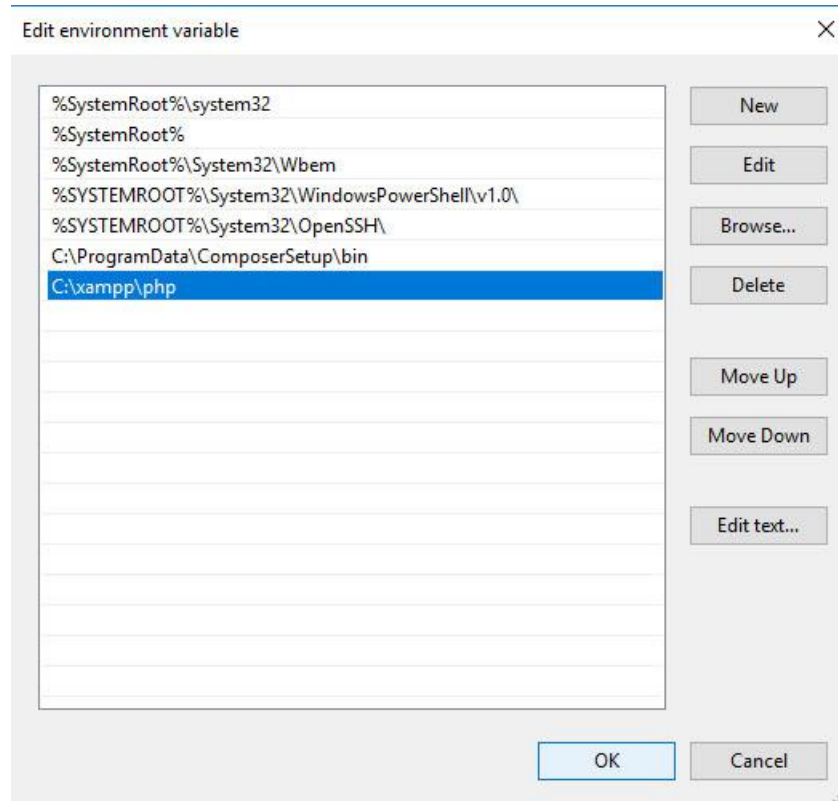 Edit environment variable
%SystemRoot%\system32
%SystemRoot%
%SystemRoot%\System32\Wbem
%SYSTEMROOT%\System32\WindowsPowerShell\v1.0\
%SYSTEMROOT%\System32\OpenSSH\
C:\ProgramData\ComposerSetup\bin
C:\xampp\php
New
Edit
Browse...
Delete
Move Up
Move Down
Edit text...
OK
Cancel